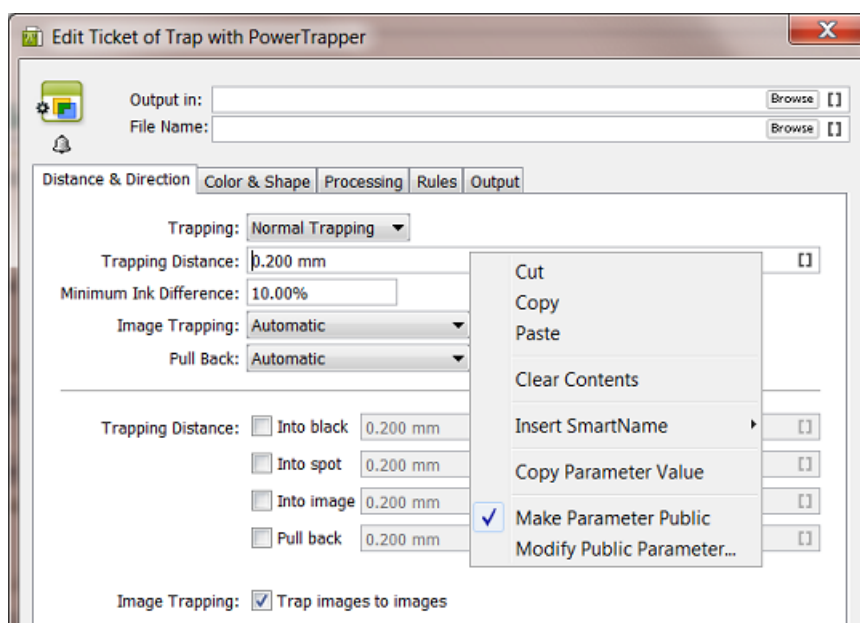 Edit Ticket of Trap with PowerTrapper
Output in: Browse []
File Name: Browse []
Distance & Direction Color & Shape Processing Rules Output
Trapping: Normal Trapping
Trapping Distance: 0.200 mm []
Minimum Ink Difference: 10.00%
Image Trapping: Automatic
Pull Back: Automatic
Cut
Copy
Paste
Clear Contents
Insert SmartName
Copy Parameter Value
Make Parameter Public
Modify Public Parameter...
Trapping Distance: Into black 0.200 mm []
Into spot 0.200 mm []
Into image 0.200 mm []
Pull back 0.200 mm []
Image Trapping: Trap images to images